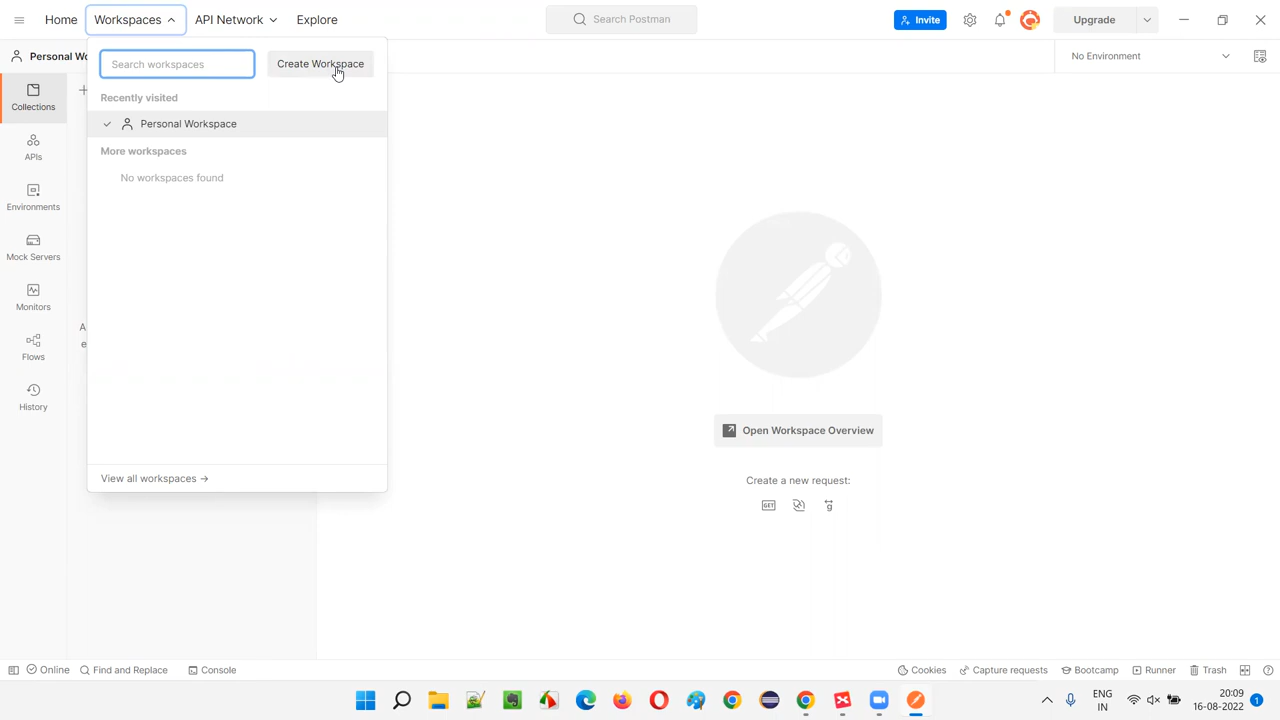 Home Workspaces API Network Explore Search Postman Invite Upgrade
Personal Wo No Environment
Search workspaces Create Workspace
Recently visited
Personal Workspace
More workspaces
No workspaces found
View all workspaces →
Collections
APIs
Environments
Mock Servers
Monitors
Flows
History
A
e
Open Workspace Overview
Create a new request:
GET
g
Online Find and Replace Console Cookies Capture requests Bootcamp Runner Trash
ENG
IN
20:09
16-08-2022
1